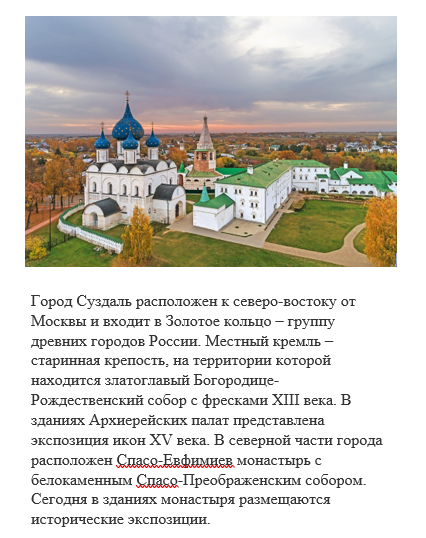 Город Суздаль расположен к северо-востоку от
Москвы и входит в Золотое кольцо – группу
древних городов России. Местный кремль –
старинная крепость, на территории которой
находится златоглавый Богородице-
Рождественский собор с фресками XIII века. В
зданиях Архиерейских палат представлена
экспозиция икон XV века. В северной части города
расположен Спасо-Евфимиев монастырь с
белокаменным Спасо-Преображенским собором.
Сегодня в зданиях монастыря размещаются
исторические экспозиции.